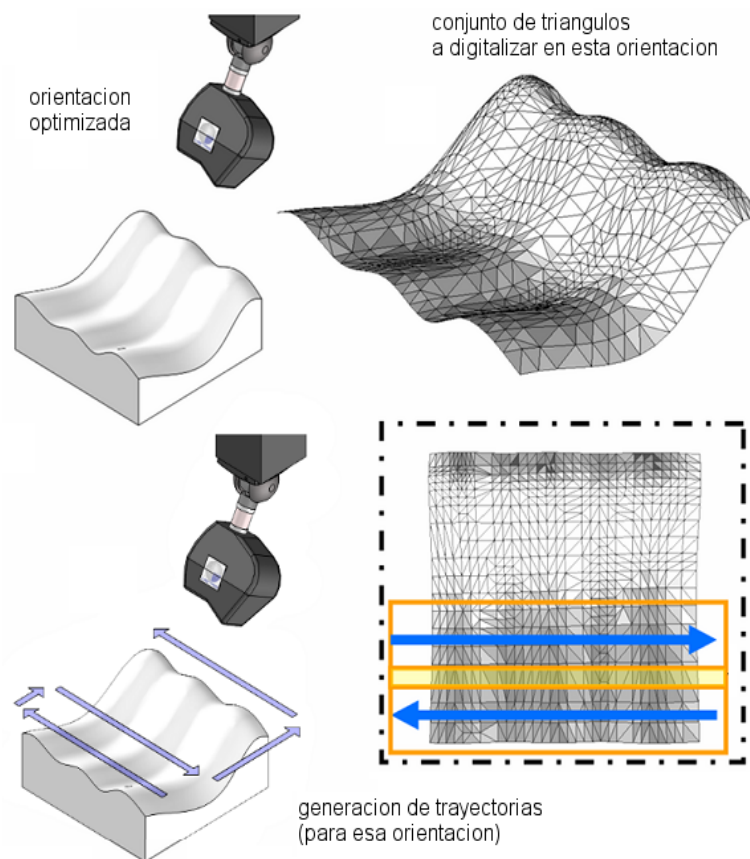 conjunto de triangulos
a digitalizar en esta orientacion
orientacion
optimizada
generacion de trayectorias
(para esa orientacion)